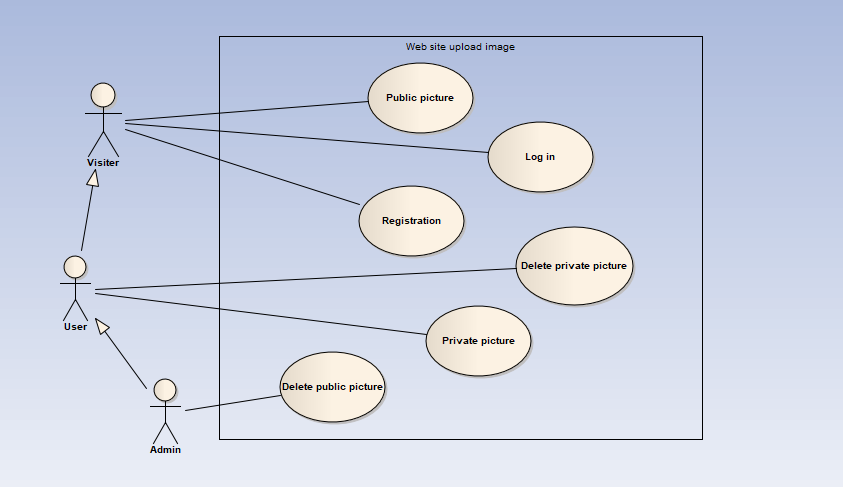 Web site upload image
Public picture
Visiter
Log in
Registration
Delete private picture
User
Private picture
Delete public picture
Admin